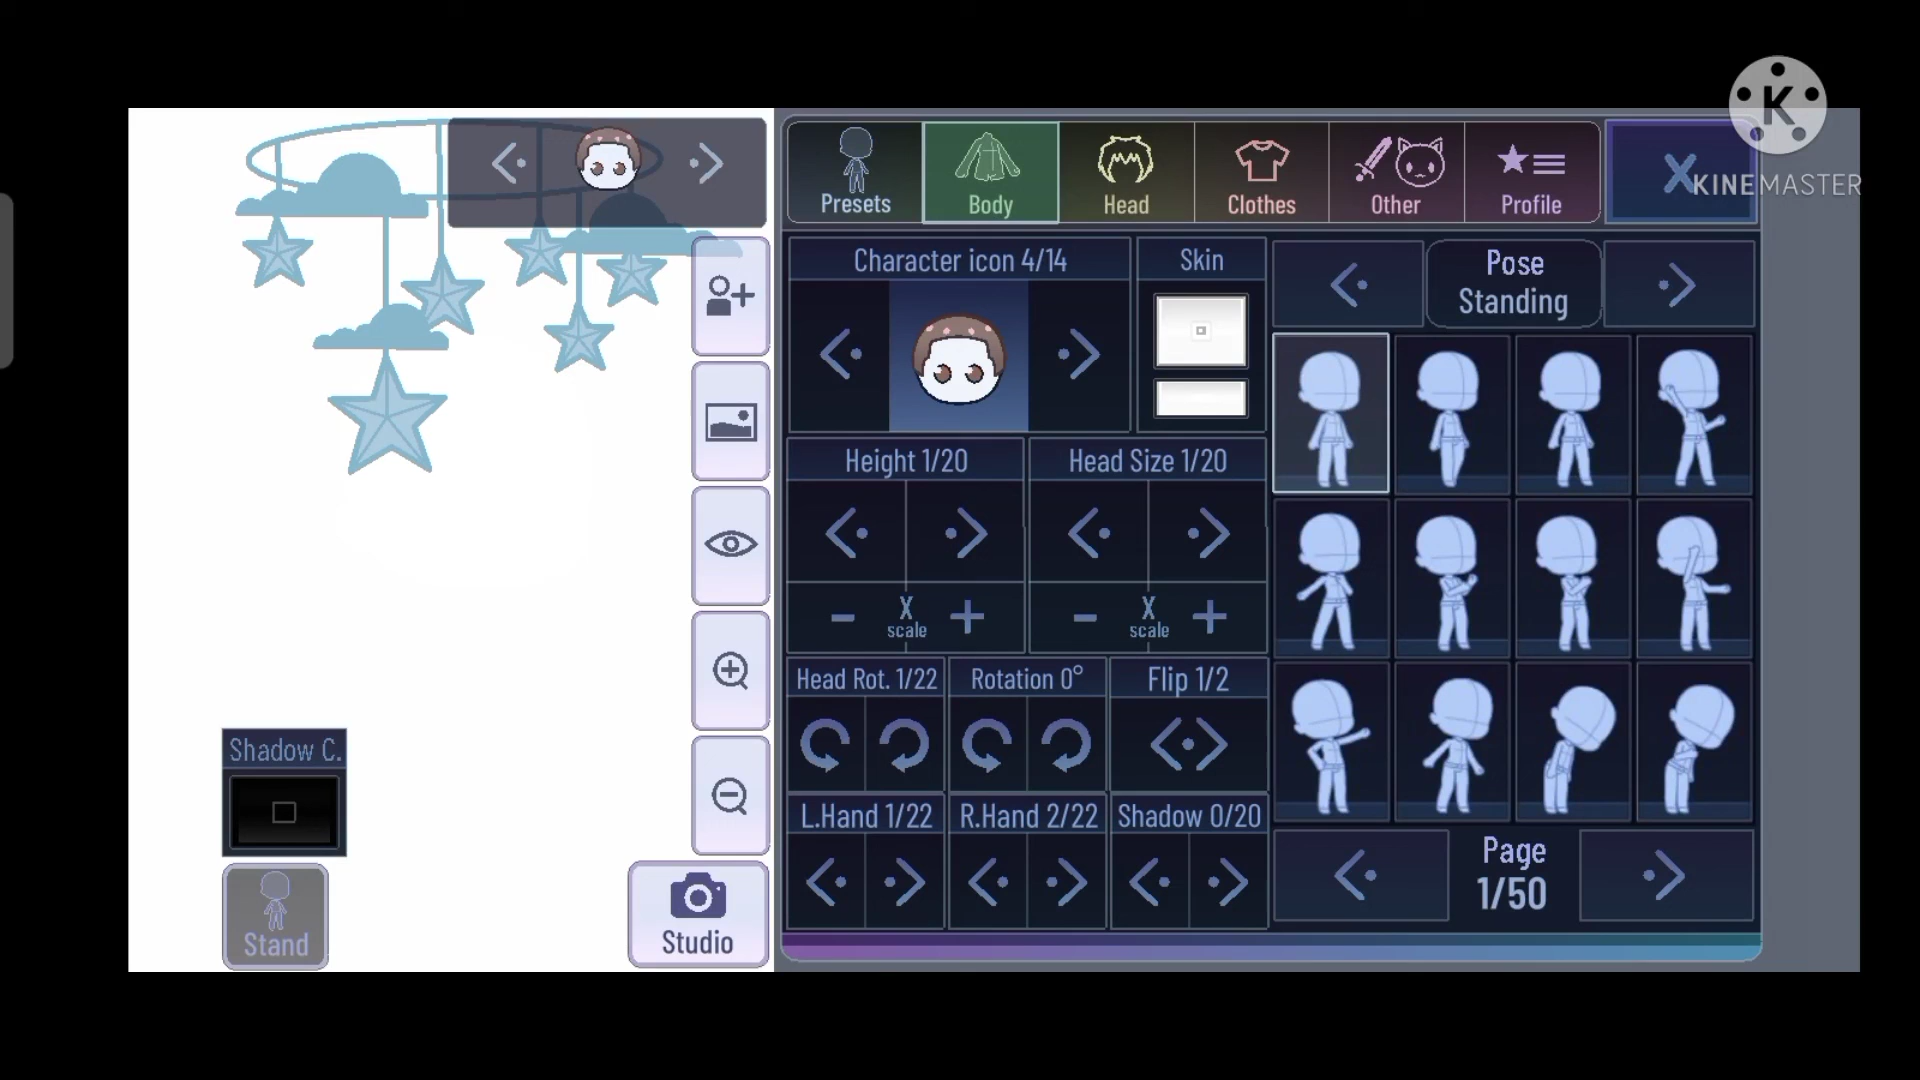 Presets
Body
Head
Clothes
Other
Profile
X
K
KINEMASTER
Character icon 4/14
Skin
Pose
Standing
Height 1/20
Head Size 1/20
X
scale
X
scale
Head Rot. 1/22
Rotation 0°
Flip 1/2
L.Hand 1/22
R.Hand 2/22
Shadow 0/20
Page
1/50
Shadow C.
Stand
Studio